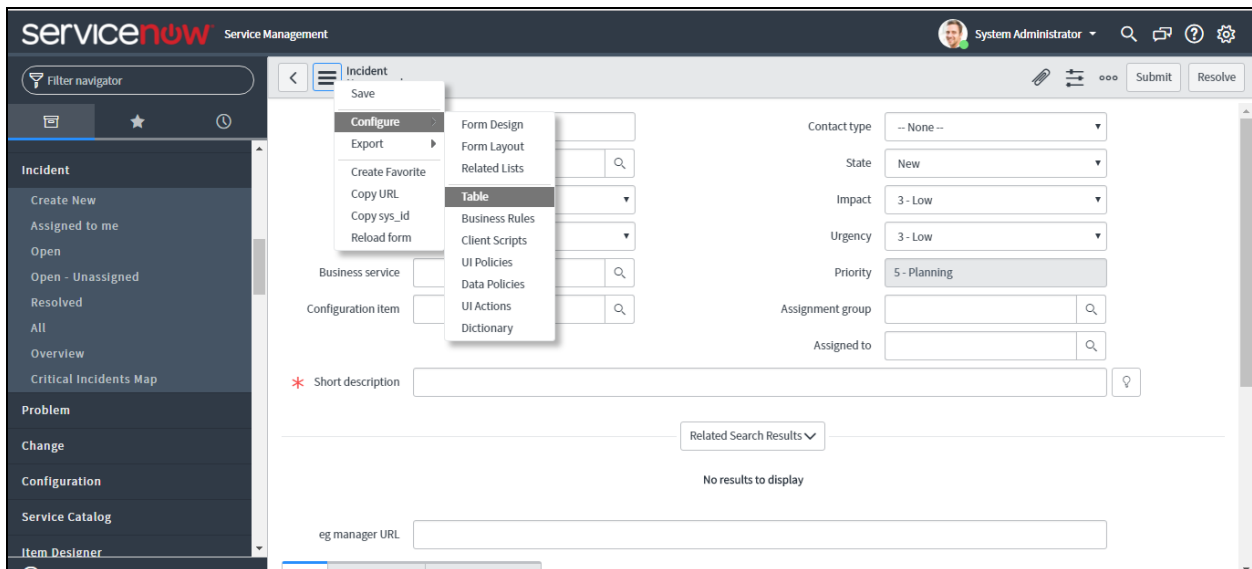 servicenow Service Management
System Administrator
Filter navigator
Incident
Submit
Resolve
Save
Configure
Export
Create Favorite
Copy URL
Copy sys_id
Reload form
Form Design
Form Layout
Related Lists
Table
Business Rules
Client Scripts
UI Policies
Data Policies
UI Actions
Dictionary
Incident
Create New
Assigned to me
Open
Open - Unassigned
Resolved
All
Overview
Critical Incidents Map
Problem
Change
Configuration
Service Catalog
Item Designer
Business service
Configuration item
Contact type
-- None --
State
New
Impact
3 - Low
Urgency
3 - Low
Priority
5 - Planning
Assignment group
Assigned to
Short description
Related Search Results
No results to display
eg manager URL